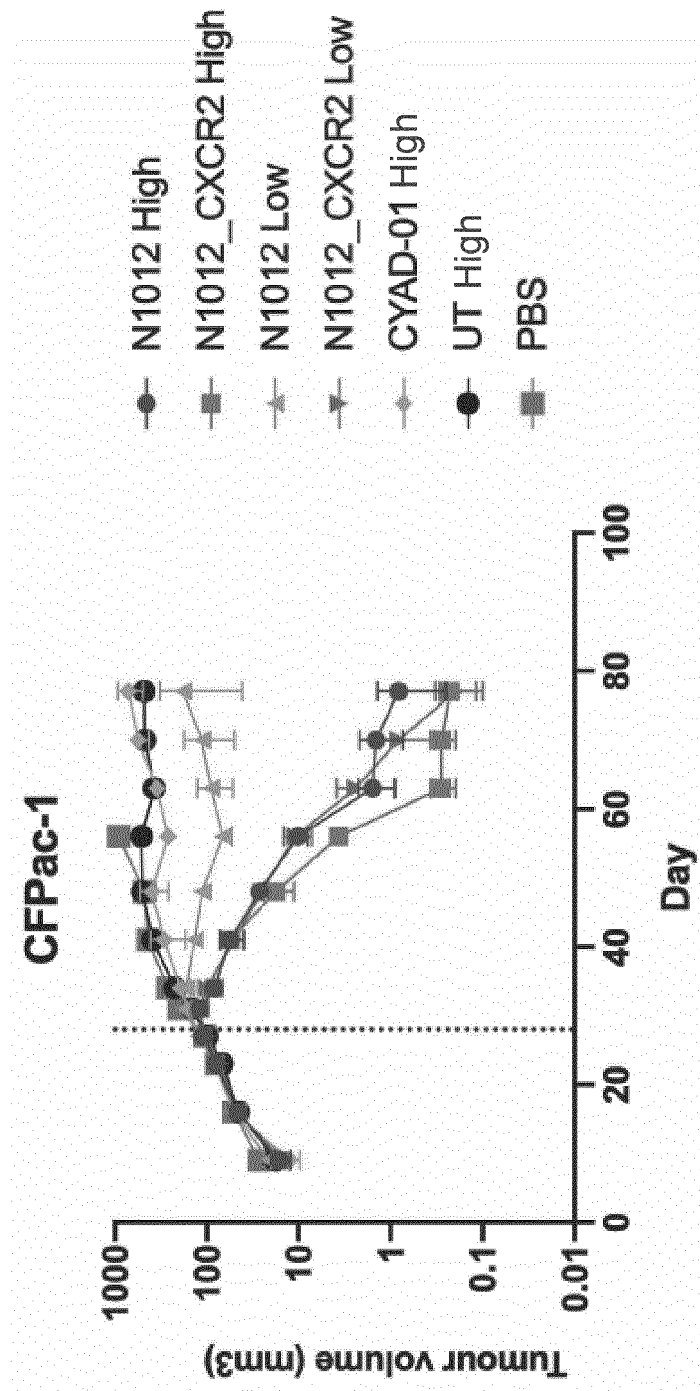 CFPac-1
Tumour volume (mm3)
1000
100
10
1
0.1
0.01
0
20
40
60
80
100
Day
N1012 High
N1012_CXCR2 High
N1012 Low
N1012_CXCR2 Low
CYAD-01 High
UT High
PBS